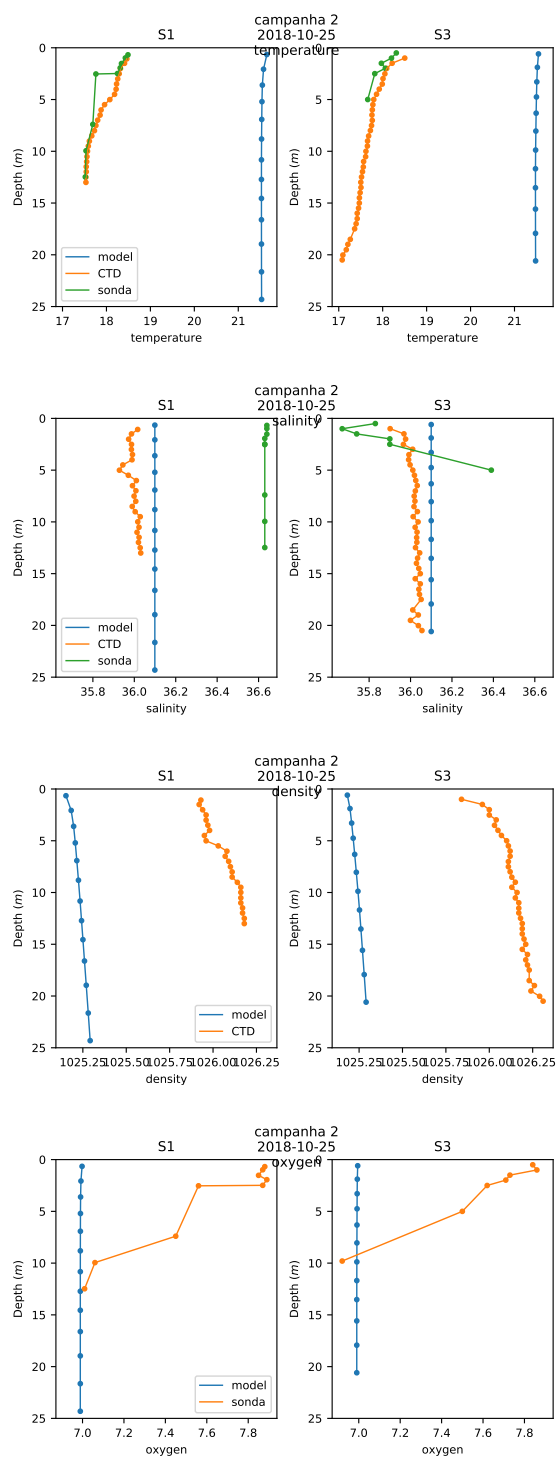 campanha 2
S1 2018-10-25 S3
temperature
0 0
5 5
10 10
15 15
20 20
25 25
Depth (m) Depth (m)
model
CTD
sonda
17 18 19 20 21 17 18 19 20 21
temperature temperature
campanha 2
S1 2018-10-25 S3
salinity
0 0
5 5
10 10
15 15
20 20
25 25
Depth (m) Depth (m)
model
CTD
sonda
35.8 36.0 36.2 36.4 36.6 35.8 36.0 36.2 36.4 36.6
salinity salinity
campanha 2
S1 2018-10-25 S3
density
0 0
5 5
10 10
15 15
20 20
25 25
Depth (m) Depth (m)
model
CTD
1025.25 1025.50 1025.75 1026.00 1026.25 1025.25 1025.50 1025.75 1026.00 1026.25
density density
campanha 2
S1 2018-10-25 S3
oxygen
0 0
5 5
10 10
15 15
20 20
25 25
Depth (m) Depth (m)
model
sonda
7.0 7.2 7.4 7.6 7.8 7.0 7.2 7.4 7.6 7.8
oxygen oxygen